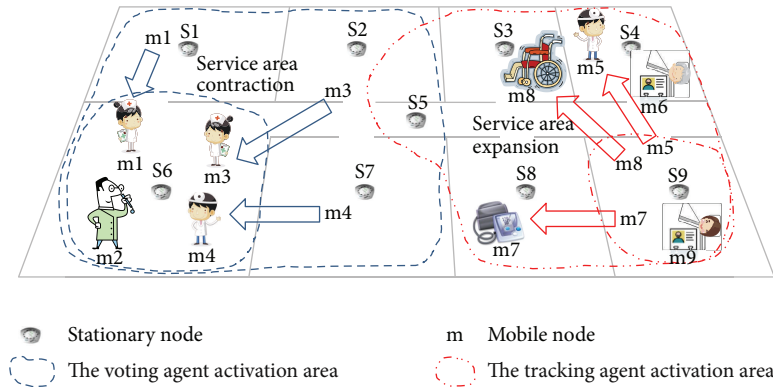 S1
S2
S3
S4
m1
m5
Service area
contraction
m3
m8
m6
S5
Service area
expansion
m1
m3
m5
m8
S6
S7
S8
S9
m4
m7
m2
m4
m7
m9
Stationary node
m Mobile node
The voting agent activation area
The tracking agent activation area